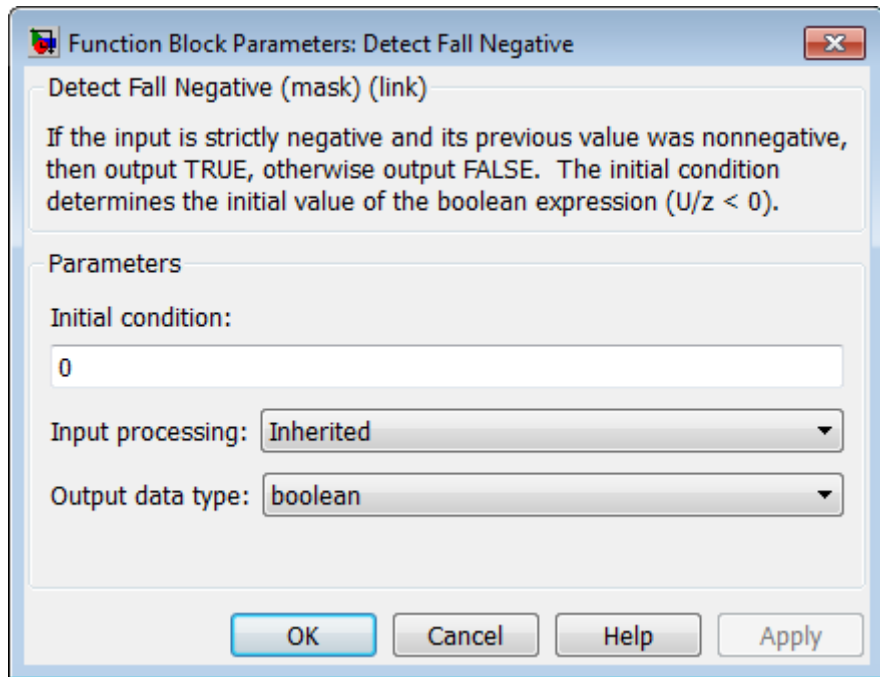 Function Block Parameters: Detect Fall Negative
Detect Fall Negative (mask) (link)
If the input is strictly negative and its previous value was nonnegative,
then output TRUE, otherwise output FALSE.  The initial condition
determines the initial value of the boolean expression (U/z < 0).
Parameters
Initial condition:
0
Input processing: Inherited
Output data type: boolean
OK Cancel Help Apply